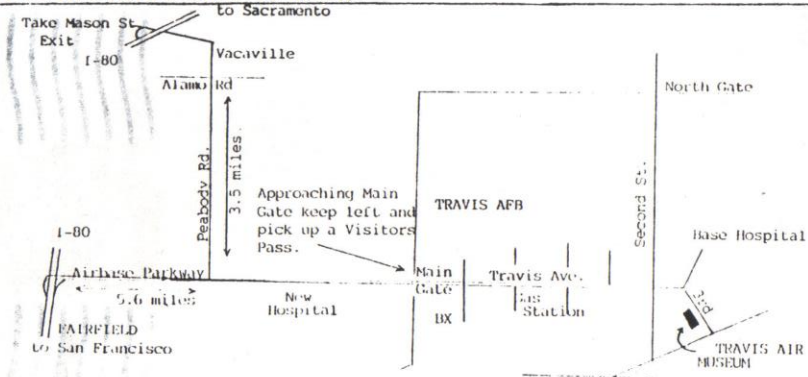 to Sacramento
Take Mason St.
Exit
I-80
Vacaville
Alamo Rd
North Gate
Peabody Rd.
3.5 miles.
Approaching Main
Gate keep left and
pick up a Visitors
Pass.
TRAVIS AFB
Second St.
I-80
Base Hospital
Airbase Parkway
Main
Gate
Travis Ave.
5.6 miles
New
Hospital
Gas
Station
BX
3rd
FAIRFIELD
to San Francisco
TRAVIS AIR
MUSEUM